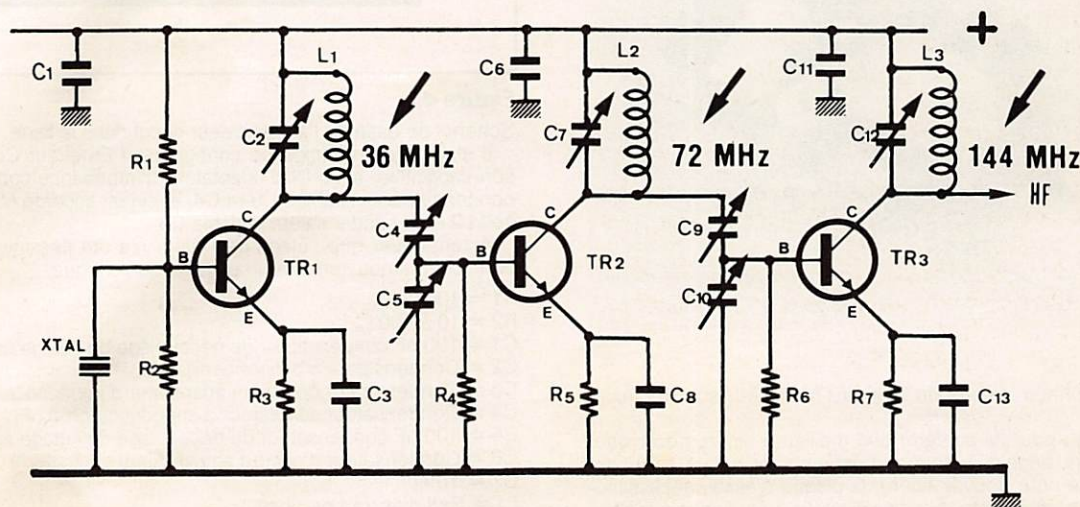 +
C1
R1
C2
L1
36 MHz
C6
C7
L2
72 MHz
C11
C12
L3
144 MHz
HF
C
B
TR1
E
C4
C5
C
B
TR2
E
C9
C10
C
B
TR3
E
XTAL
R2
R3
C3
R4
R5
C8
R6
R7
C13